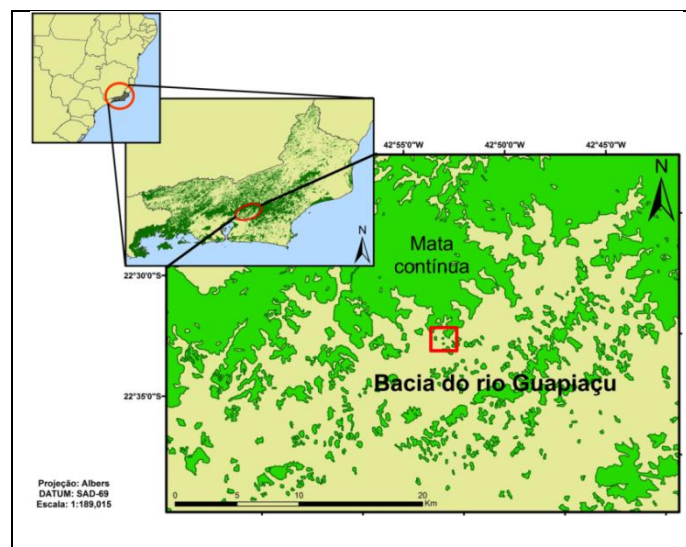 42°55'0"W
42°50'0"W
42°45'0"W
N
N
Mata
contínua
22°30'0"S
Bacia do rio Guapiaçu
22°35'0"S
Projeção: Albers
DATUM: SAD-69
Escala: 1:189,015
0 5 10 20
Km